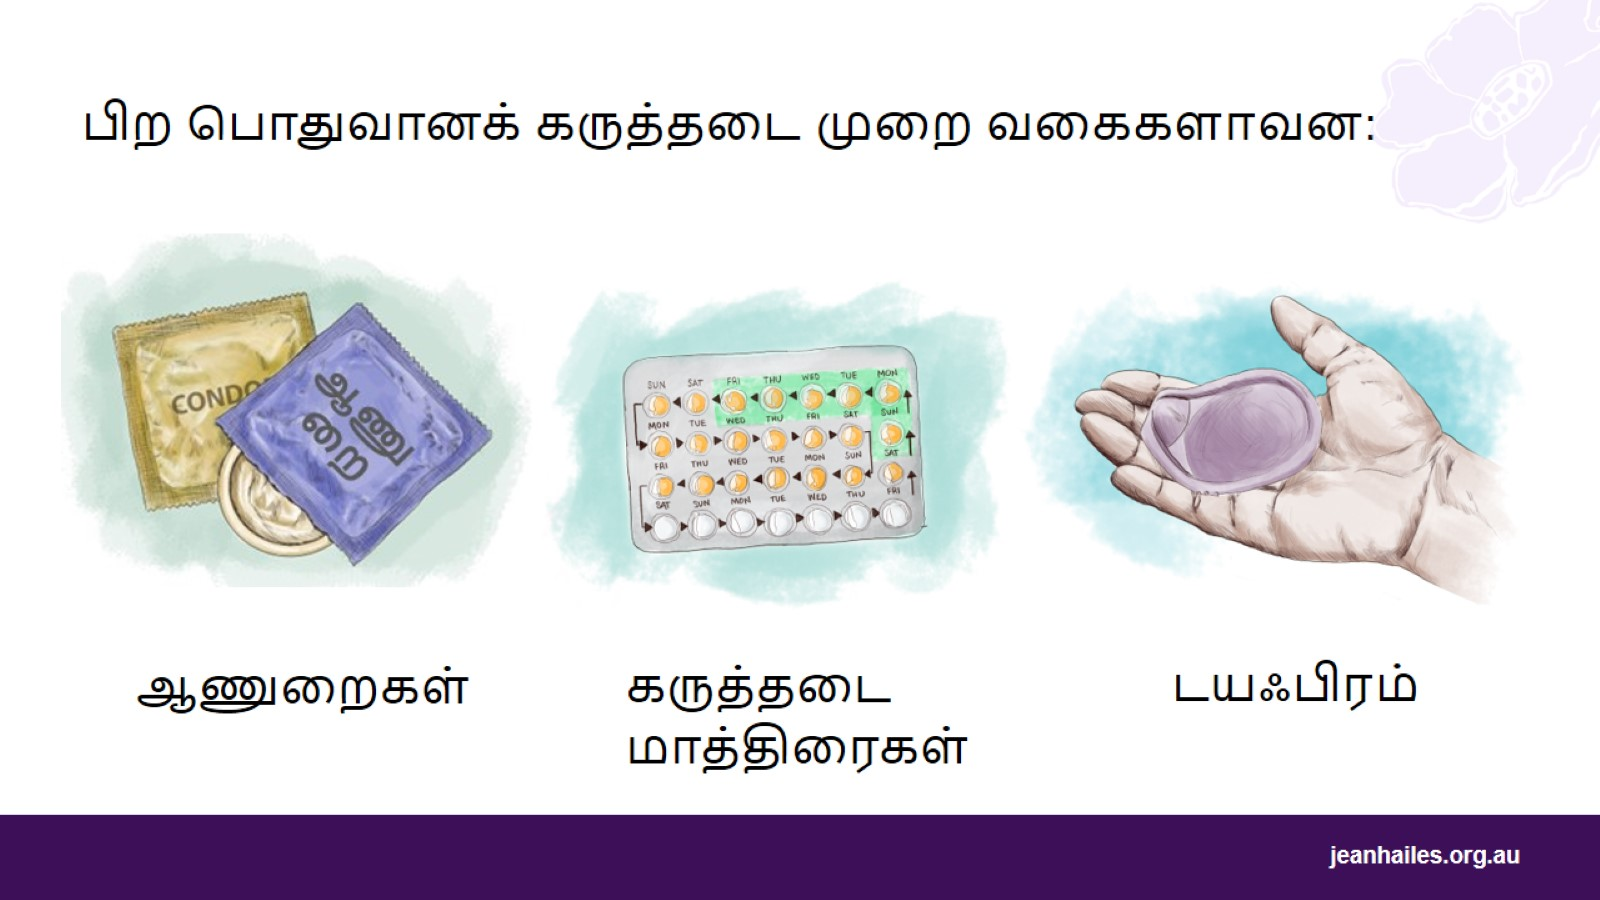 பிற பொதுவானக் கருத்தடை முறை வகைகளாவன:
CONDO
ஆணு
றை
SUN SAT FRI THU WED TUE MON
MON TUE WED THU FRI SAT SUN
FRI THU WED TUE MON SUN SAT
SAT SUN MON TUE WED THU FRI
ஆணுறைகள்
கருத்தடை
மாத்திரைகள்
டயஃபிரம்
jeanhailes.org.au